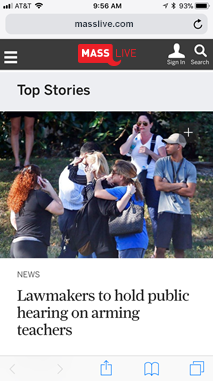 AT&T 9:56 AM 93%
masslive.com
MASS LIVE
Sign In Search
Top Stories
NEWS
Lawmakers to hold public
hearing on arming
teachers